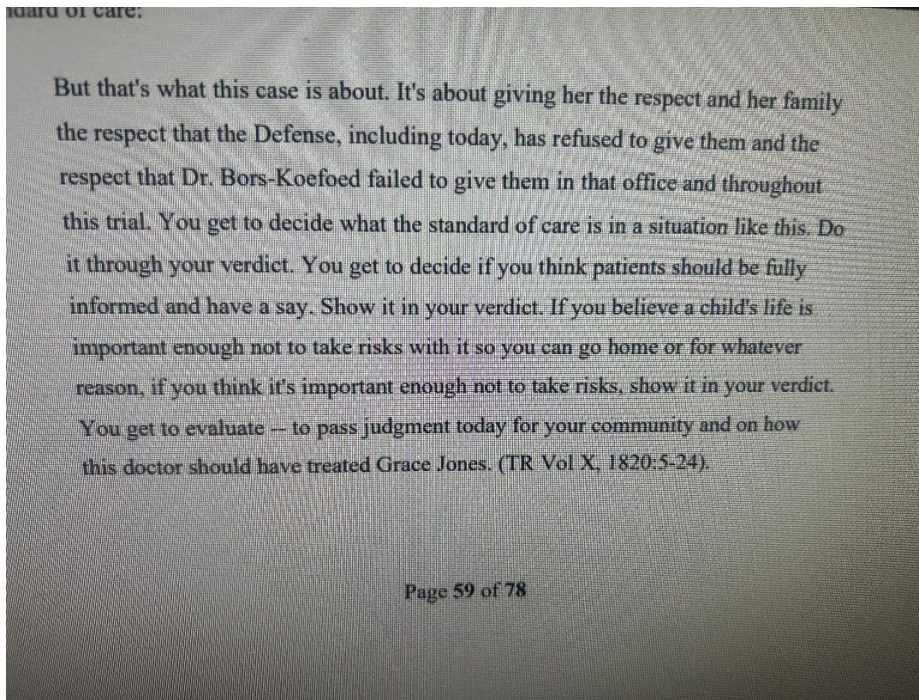 of care:
But that's what this case is about. It's about giving her the respect and her family
the respect that the Defense, including today, has refused to give them and the
respect that Dr. Bors-Koefoed failed to give them in that office and throughout
this trial. You get to decide what the standard of care is in a situation like this. Do
it through your verdict. You get to decide if you think patients should be fully
informed and have a say. Show it in your verdict. If you believe a child's life is
important enough not to take risks with it so you can go home or for whatever
reason, if you think it's important enough not to take risks, show it in your verdict.
You get to evaluate -- to pass judgment today for your community and on how
this doctor should have treated Grace Jones. (TR Vol X, 1820:5-24).
Page 59 of 78